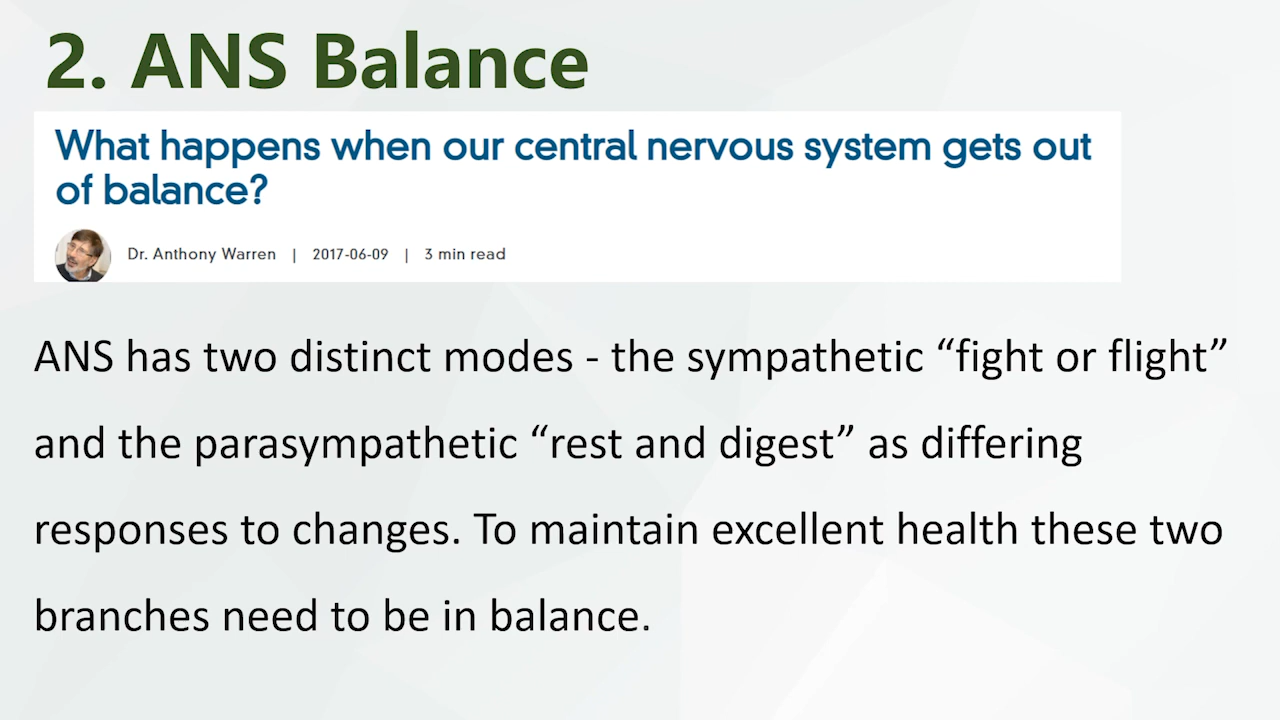 2. ANS Balance
What happens when our central nervous system gets out
of balance?
Dr. Anthony Warren | 2017-06-09 | 3 min read
ANS has two distinct modes - the sympathetic “fight or flight”
and the parasympathetic “rest and digest” as differing
responses to changes. To maintain excellent health these two
branches need to be in balance.